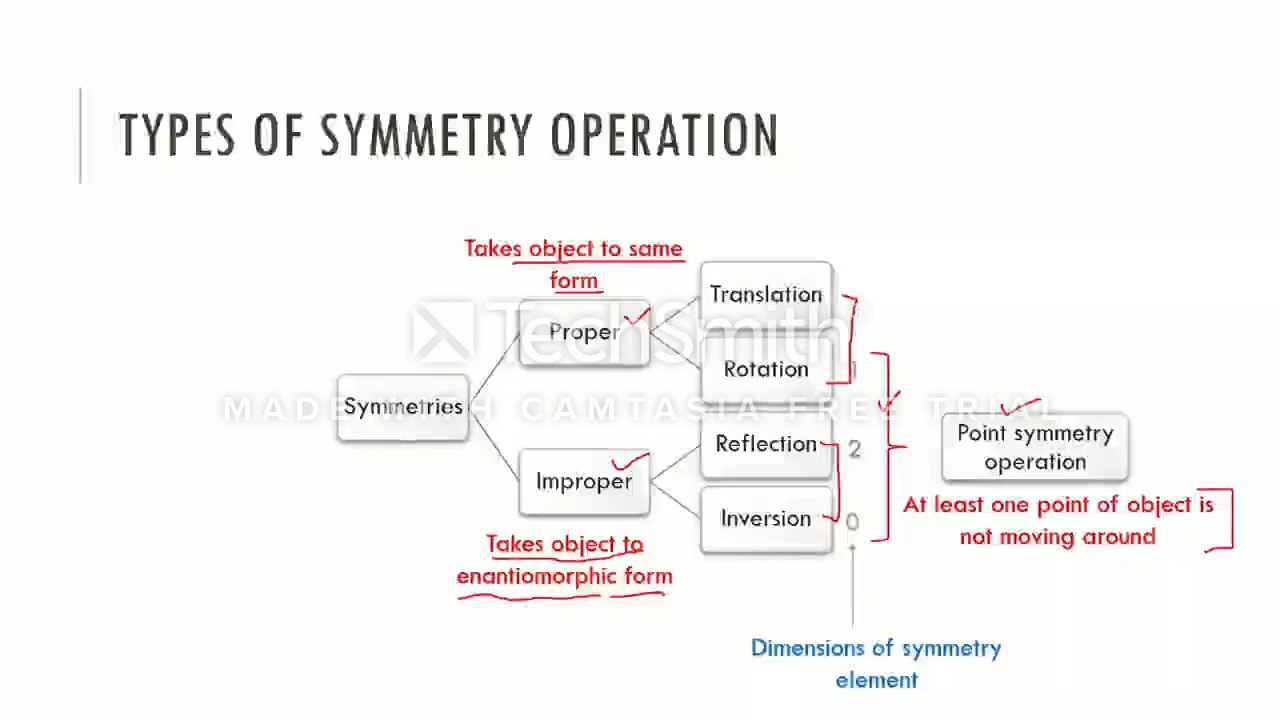 TYPES OF SYMMETRY OPERATION
Takes object to same
form
Translation
Proper
TechSmith
Rotation
1
MADE WITH CAMTASIA FREE TRIAL
Symmetries
Reflection
2
Point symmetry
operation
Improper
Inversion
0
At least one point of object is
not moving around
Takes object to
enantiomorphic form
Dimensions of symmetry
element